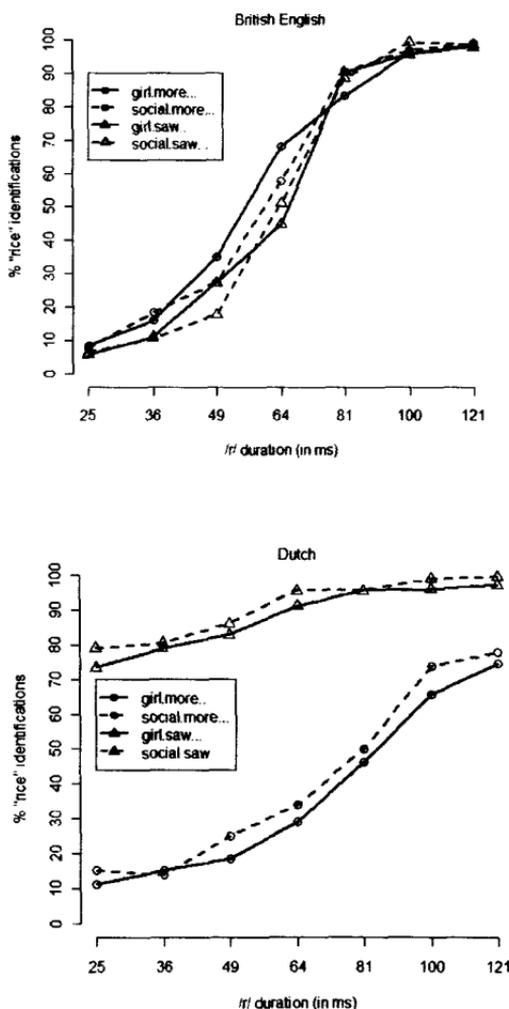 British English
% "rice" identifications
0 10 20 30 40 50 60 70 80 90 100
girl.more...
social.more...
girl.saw..
social.saw...
25 36 49 64 81 100 121
/r/ duration (in ms)
Dutch
% "rice" identifications
0 10 20 30 40 50 60 70 80 90 100
girl.more..
social.more...
girl.saw...
social saw
25 36 49 64 81 100 121
/r/ duration (in ms)